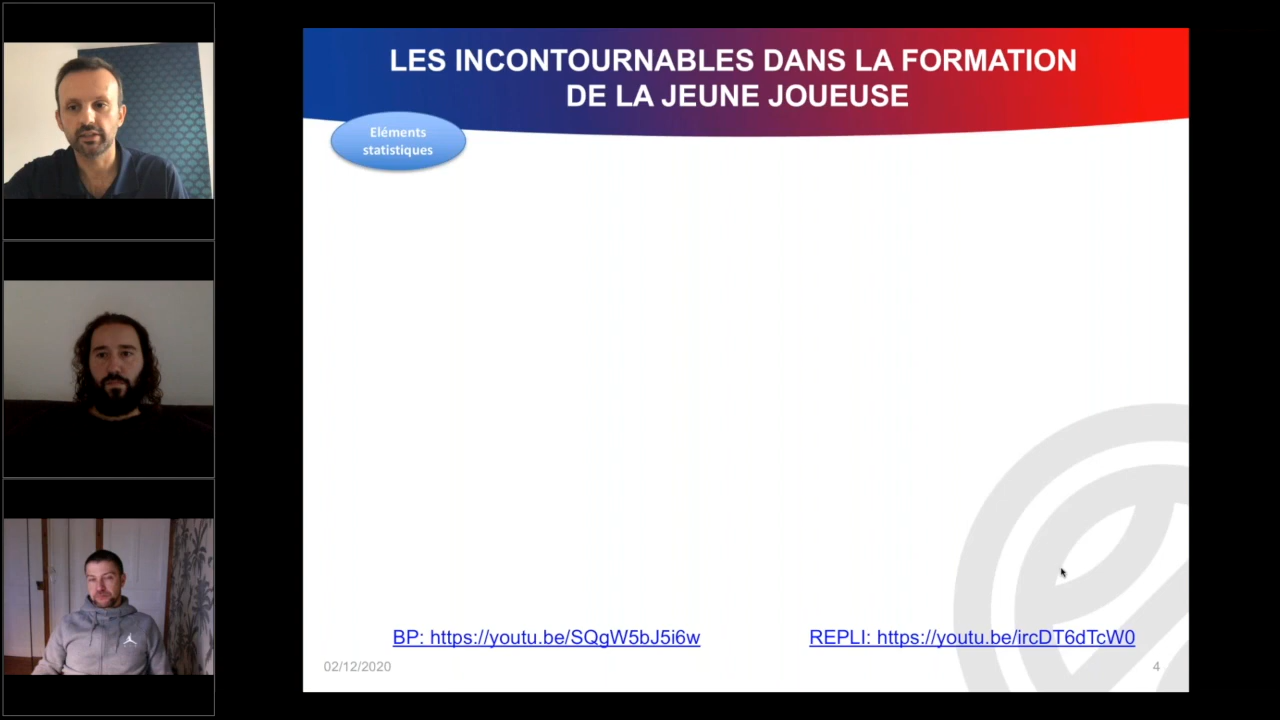 LES INCONTOURNABLES DANS LA FORMATION
DE LA JEUNE JOUEUSE
Eléments
statistiques
BP: https://youtu.be/SQgW5bJ5i6w
REPLI: https://youtu.be/ircDT6dTcW0
02/12/2020
4